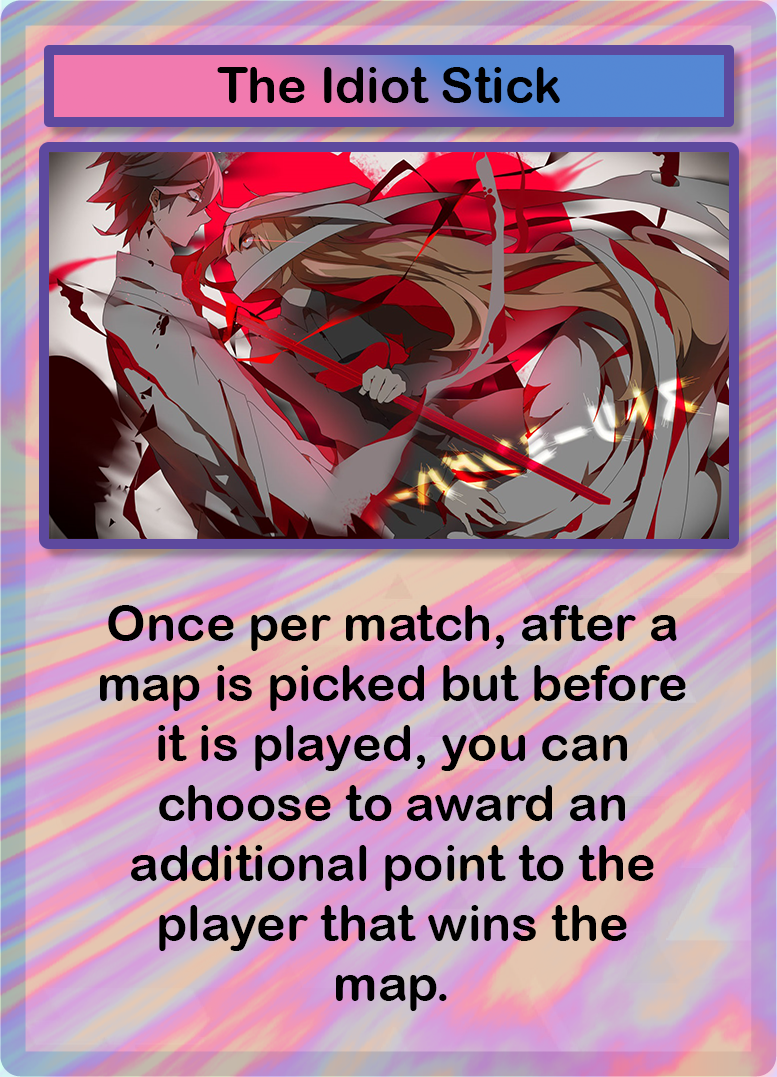 The Idiot Stick
Once per match, after a
map is picked but before
it is played, you can
choose to award an
additional point to the
player that wins the
map.